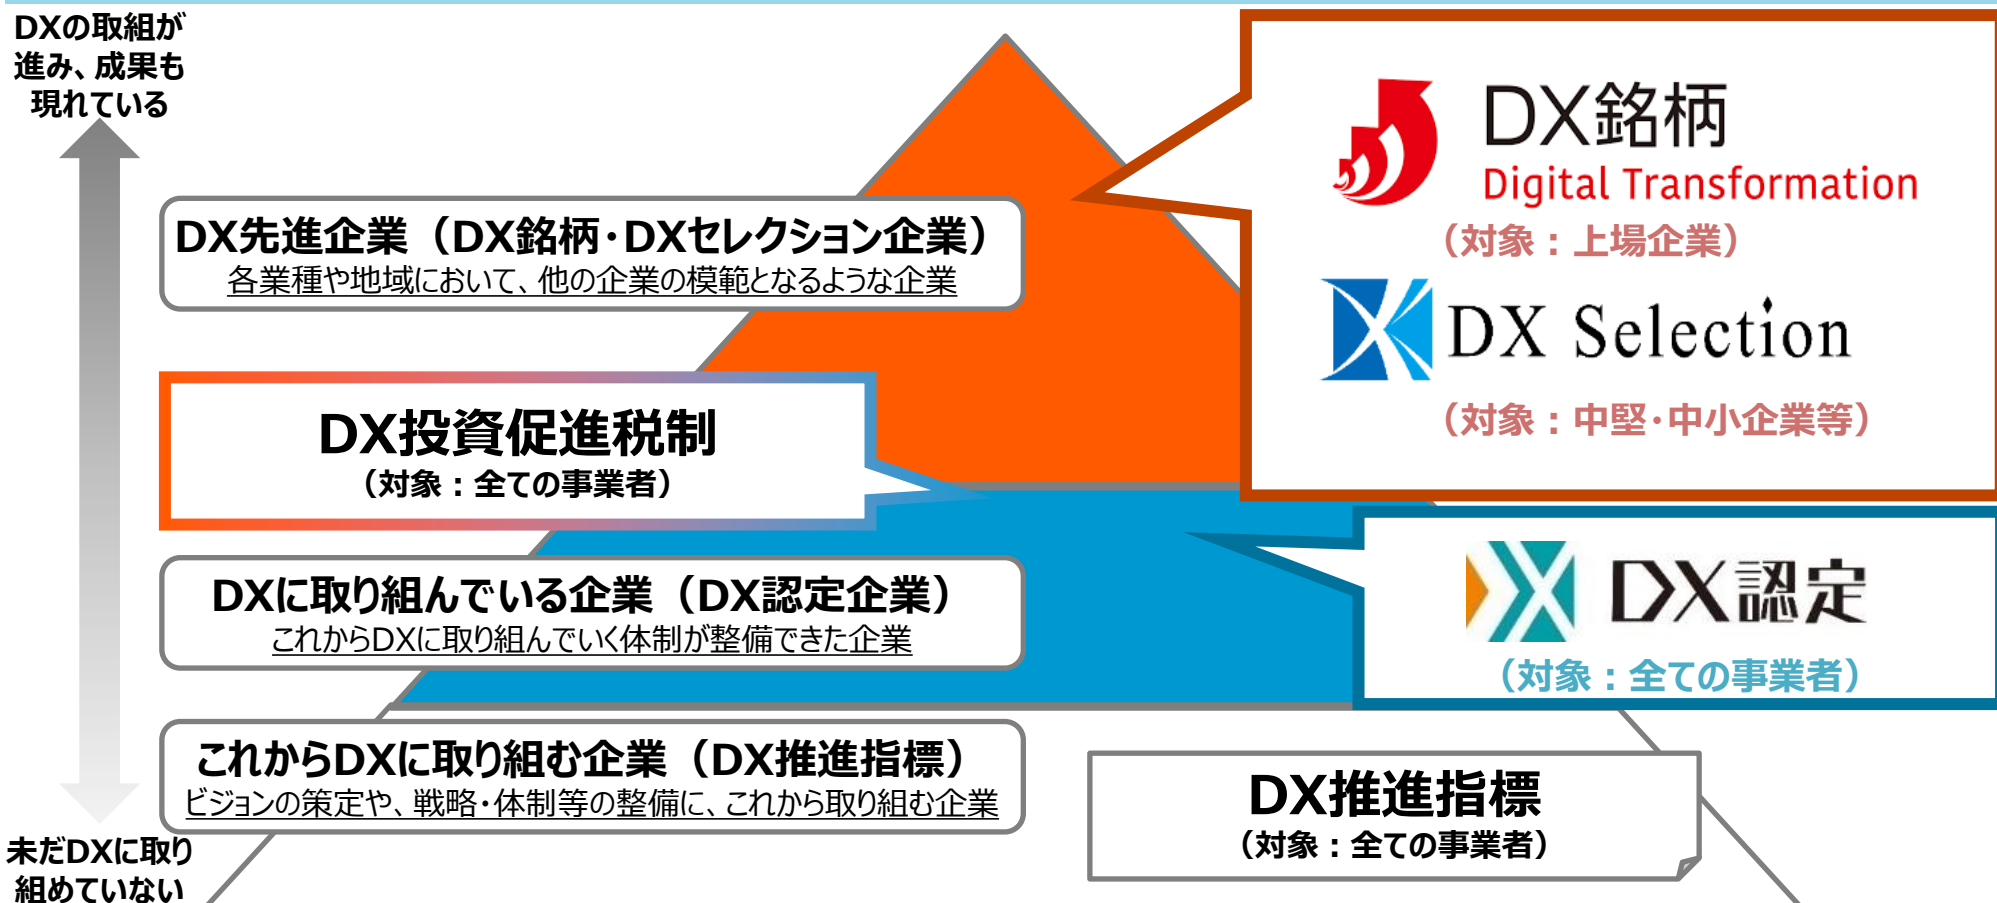 DXの取組が
進み、成果も
現れている
DX銘柄
Digital Transformation
（対象：上場企業）
DX先進企業（DX銘柄・DXセレクション企業）
各業種や地域において、他の企業の模範となるような企業
DX Selection
（対象：中堅・中小企業等）
DX投資促進税制
（対象：全ての事業者）
DX認定
（対象：全ての事業者）
DXに取り組んでいる企業（DX認定企業）
これからDXに取り組んでいく体制が整備できた企業
これからDXに取り組む企業（DX推進指標）
ビジョンの策定や、戦略・体制等の整備に、これから取り組む企業
DX推進指標
（対象：全ての事業者）
未だDXに取り
組めていない